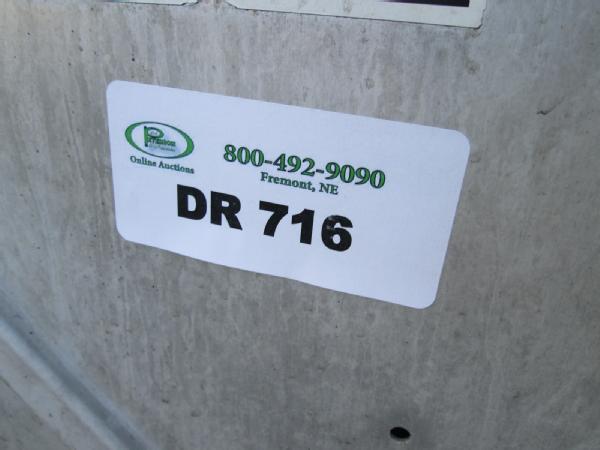 Online Auctions
800-492-9090
Fremont, NE
DR 716